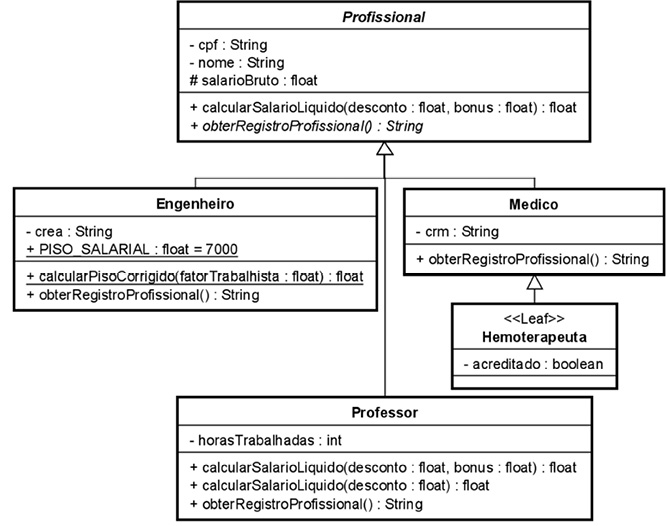 Profissional
- cpf : String
- nome : String
# salarioBruto : float
+ calcularSalarioLiquido(desconto : float, bonus : float) : float
+ obterRegistroProfissional() : String
Engenheiro
- crea : String
+ PISO_SALARIAL : float = 7000
+ calcularPisoCorrigido(fatorTrabalhista : float) : float
+ obterRegistroProfissional() : String
Medico
- crm : String
+ obterRegistroProfissional() : String
<<Leaf>>
Hemoterapeuta
- acreditado : boolean
Professor
- horasTrabalhadas : int
+ calcularSalarioLiquido(desconto : float, bonus : float) : float
+ calcularSalarioLiquido(desconto : float) : float
+ obterRegistroProfissional() : String